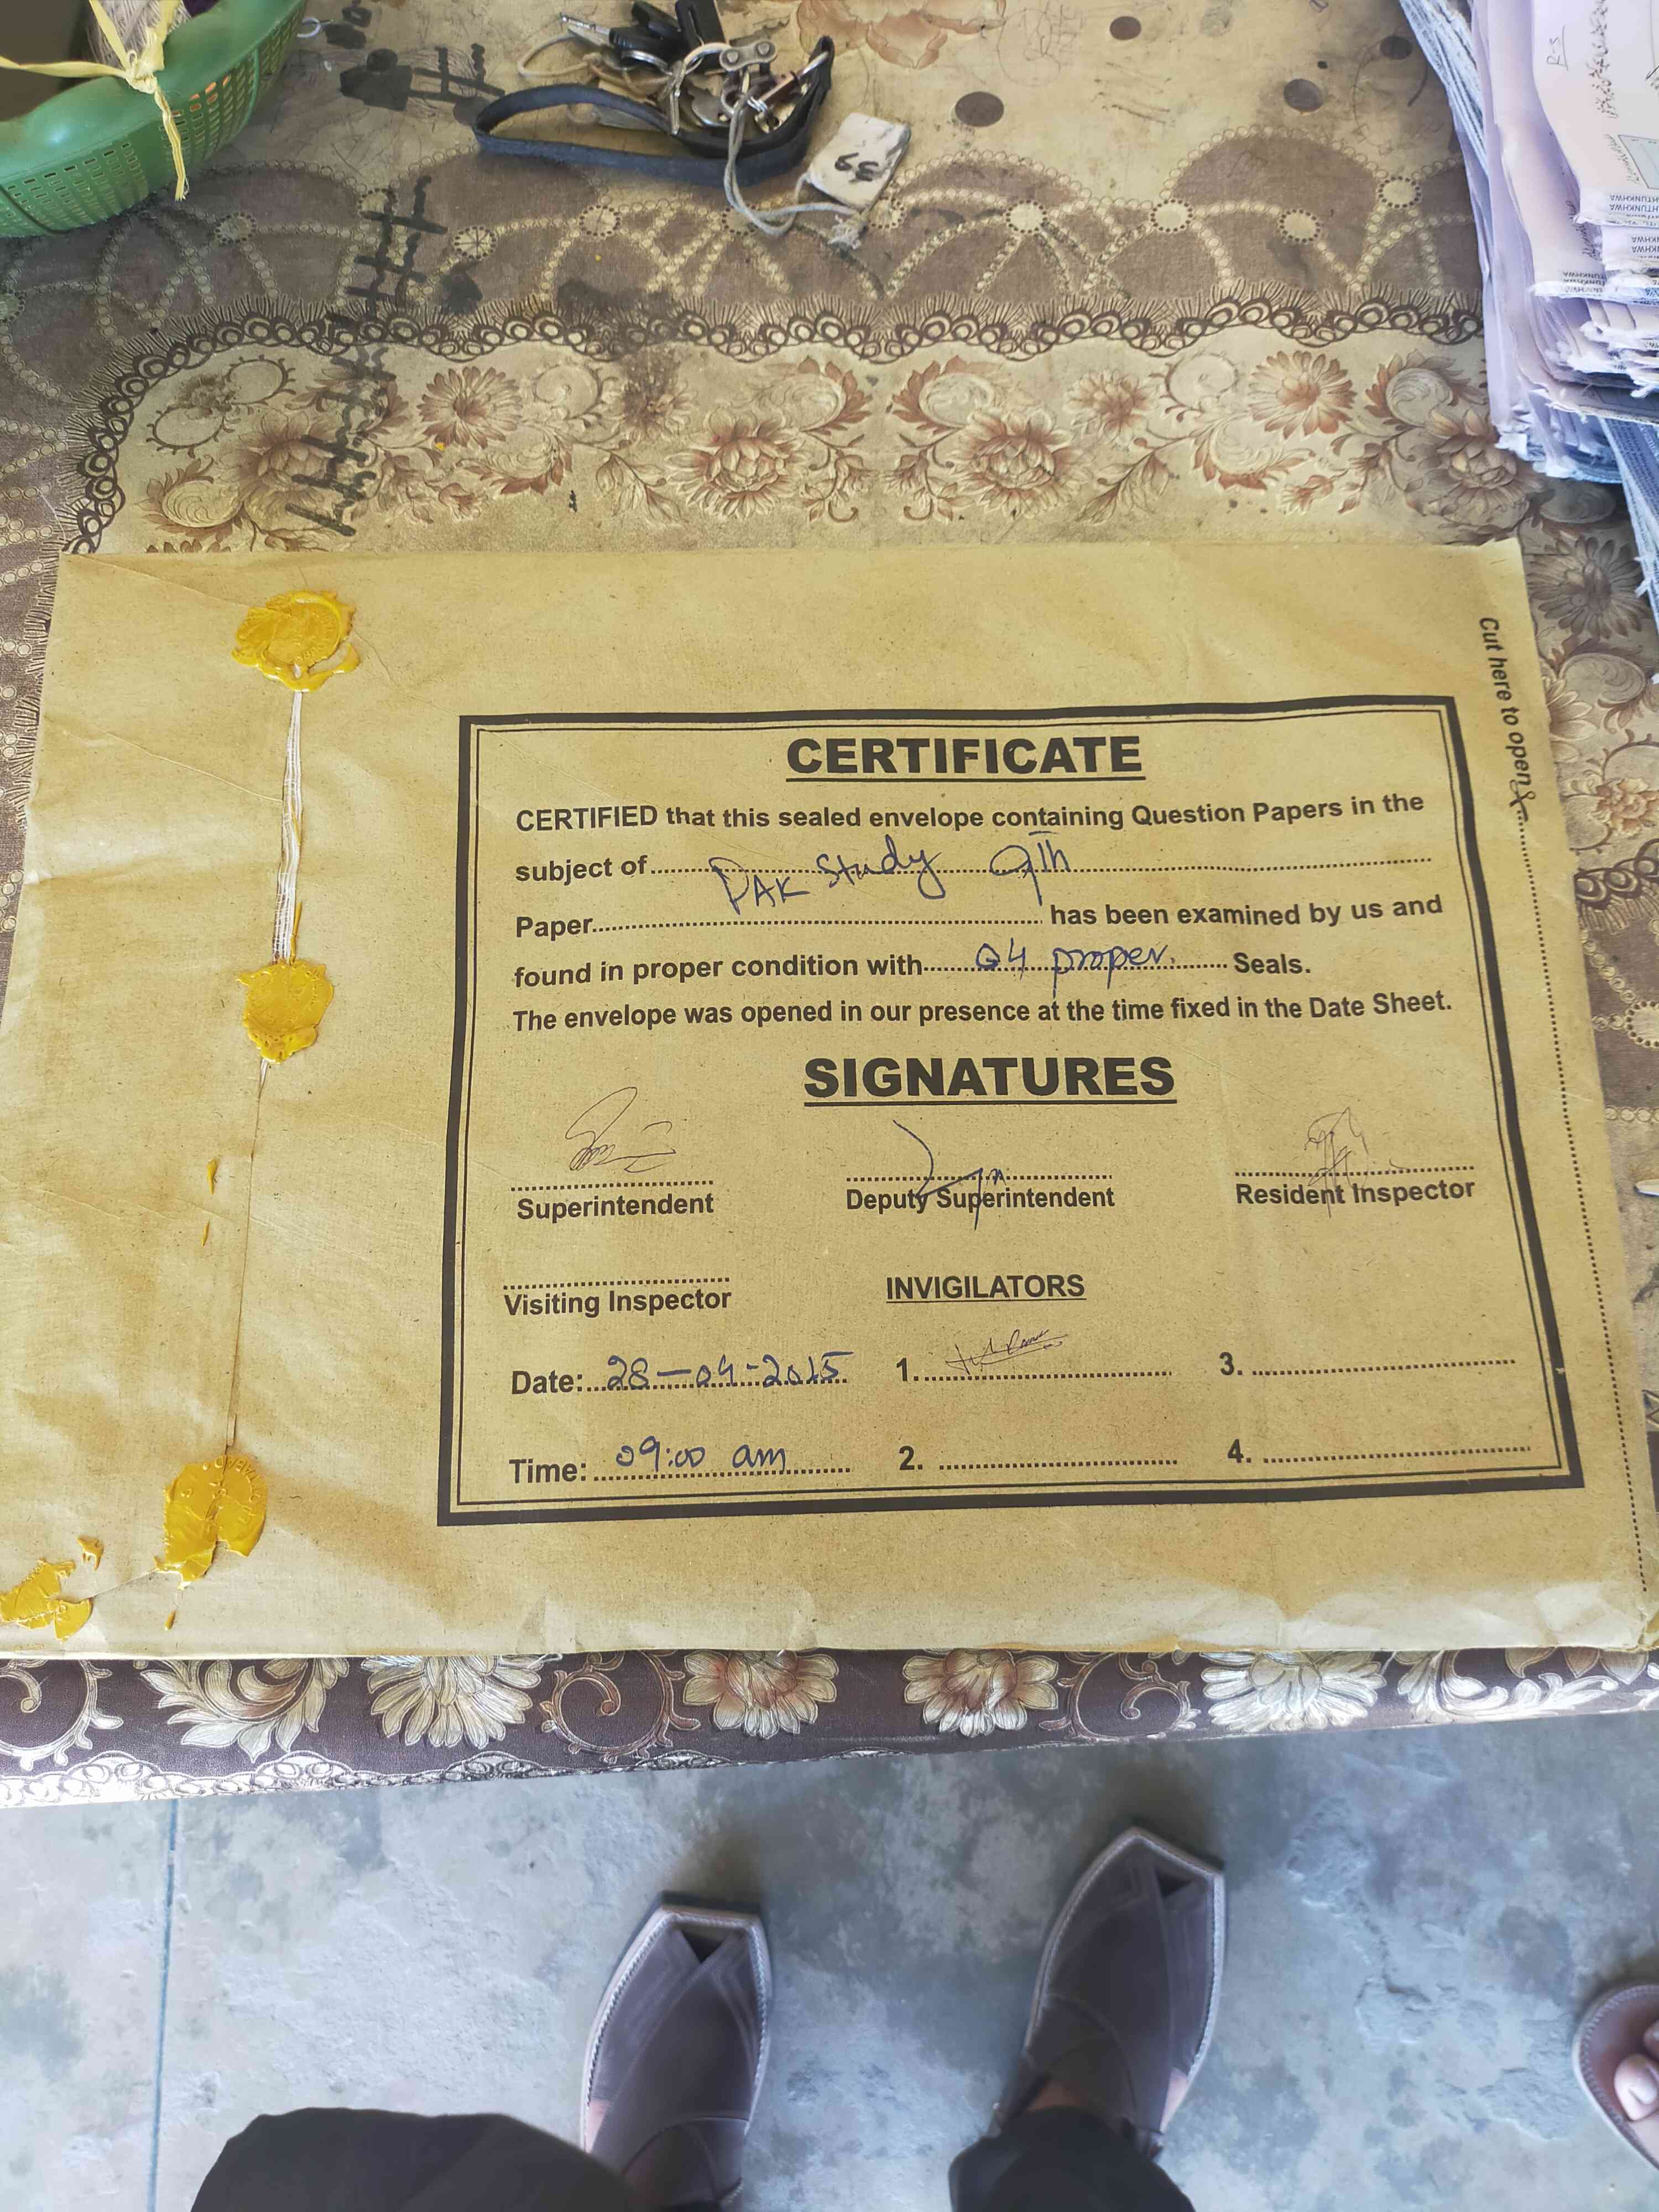 CERTIFICATE
CERTIFIED that this sealed envelope containing Question Papers in the
subject of PAK Study 9Th
Paper has been examined by us and
found in proper condition with 04 proper Seals.
The envelope was opened in our presence at the time fixed in the Date Sheet.
SIGNATURES
Superintendent
Deputy Superintendent
Resident Inspector
Visiting Inspector
INVIGILATORS
Date: 28-04-2015
1.
3.
Time: 09:00 am
2.
4.
Cut here to open